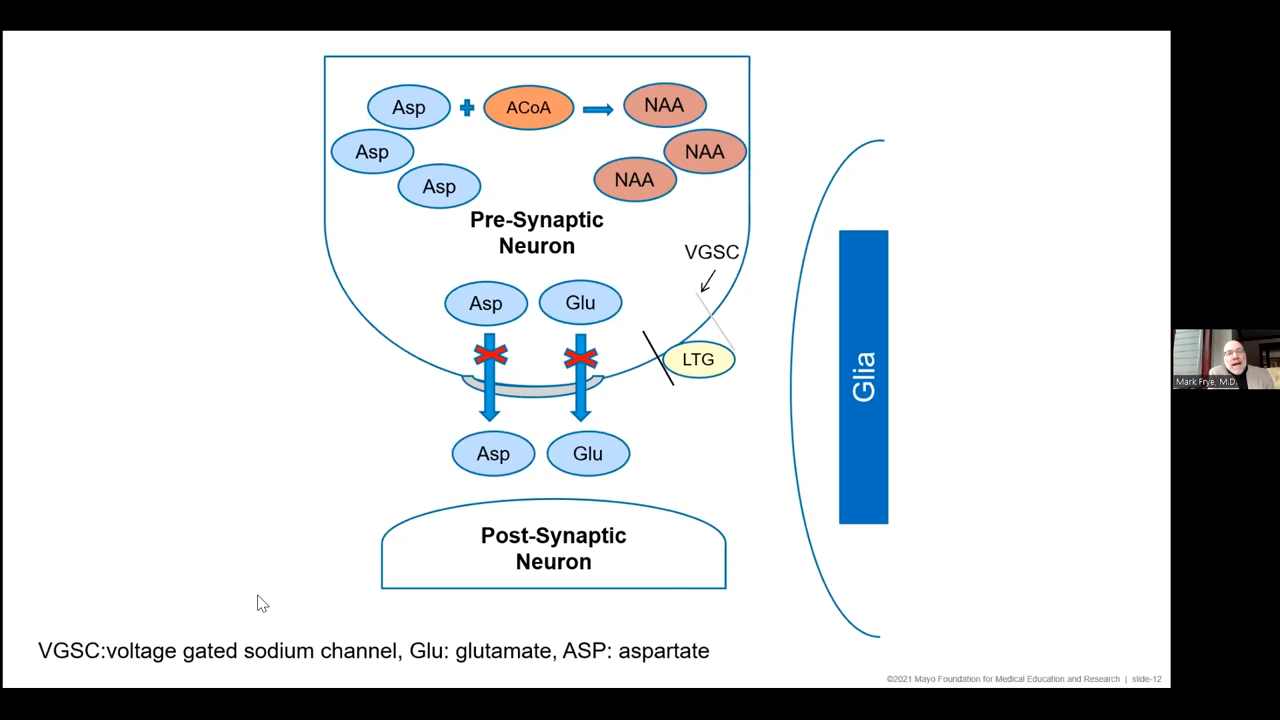 Asp
ACoA
NAA
Asp
NAA
Asp
NAA
Pre-Synaptic
Neuron
VGSC
Asp
Glu
LTG
Glia
Asp
Glu
Post-Synaptic
Neuron
VGSC:voltage gated sodium channel, Glu: glutamate, ASP: aspartate
©2021 Mayo Foundation for Medical Education and Research | slide-12
Mark Frye, M.D.